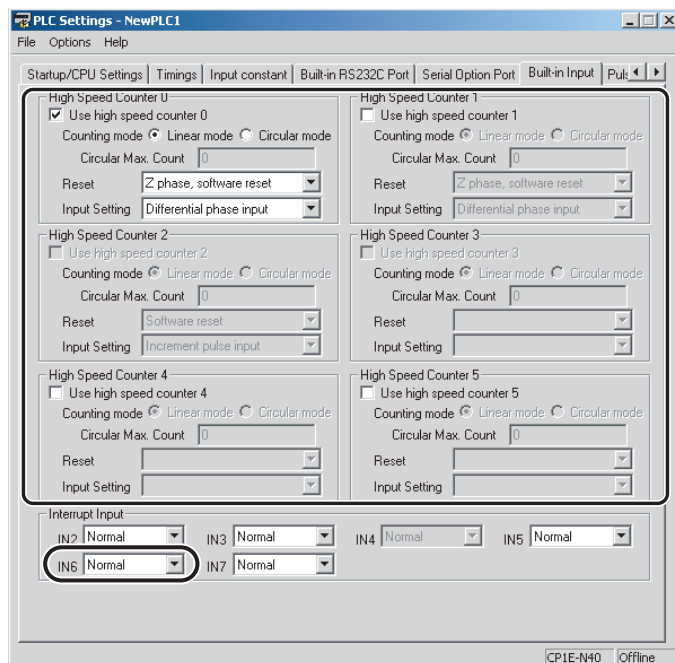 PLC Settings - NewPLC1
File Options Help
Startup/CPU Settings Timings Input constant Built-in RS232C Port Serial Option Port Built-in Input
High Speed Counter 0
Use high speed counter 0
Counting mode Linear mode Circular mode
Circular Max. Count 0
Reset Z phase, software reset
Input Setting Differential phase input
High Speed Counter 1
Use high speed counter 1
Counting mode Linear mode Circular mode
Circular Max. Count 0
Reset Z phase, software reset
Input Setting Differential phase input
High Speed Counter 2
Use high speed counter 2
Counting mode Linear mode Circular mode
Circular Max. Count 0
Reset Software reset
Input Setting Increment pulse input
High Speed Counter 3
Use high speed counter 3
Counting mode Linear mode Circular mode
Circular Max. Count 0
Reset
Input Setting
High Speed Counter 4
Use high speed counter 4
Counting mode Linear mode Circular mode
Circular Max. Count 0
Reset
Input Setting
High Speed Counter 5
Use high speed counter 5
Counting mode Linear mode Circular mode
Circular Max. Count 0
Reset
Input Setting
Interrupt Input
IN2 Normal IN3 Normal IN4 Normal IN5 Normal
IN6 Normal IN7 Normal
CP1E-N40 Offline